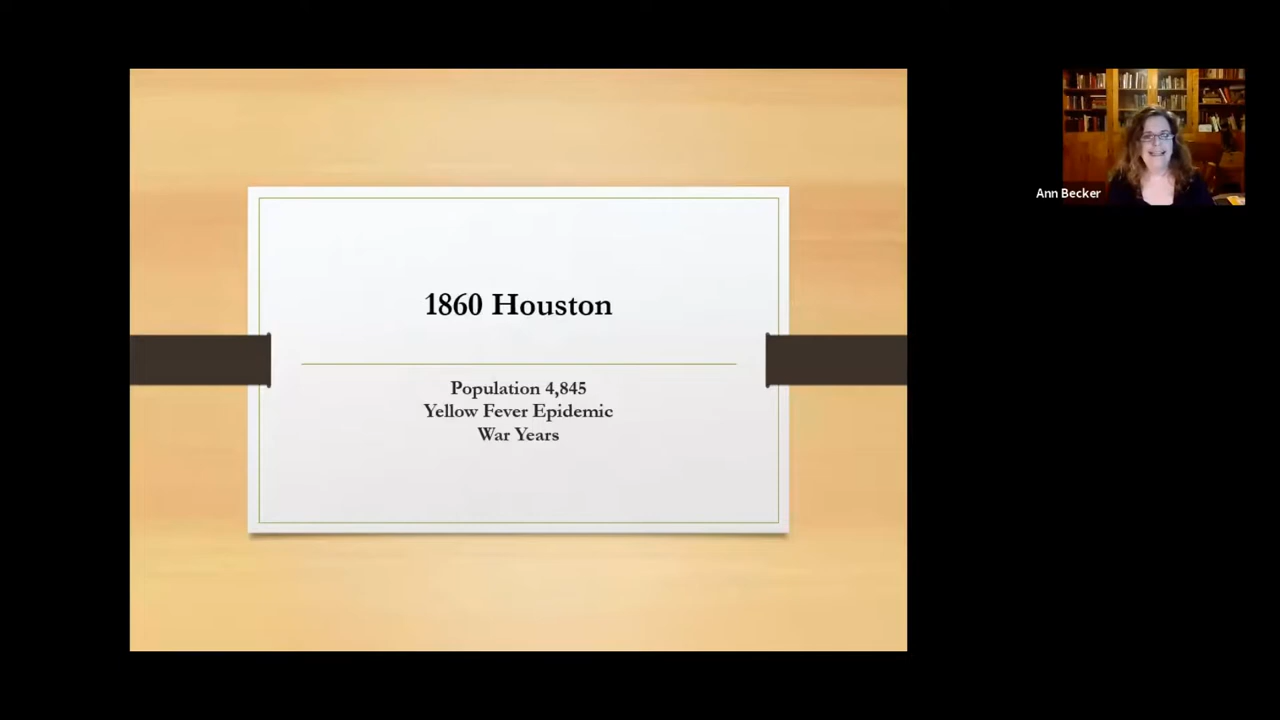 1860 Houston
Population 4,845
Yellow Fever Epidemic
War Years
Ann Becker